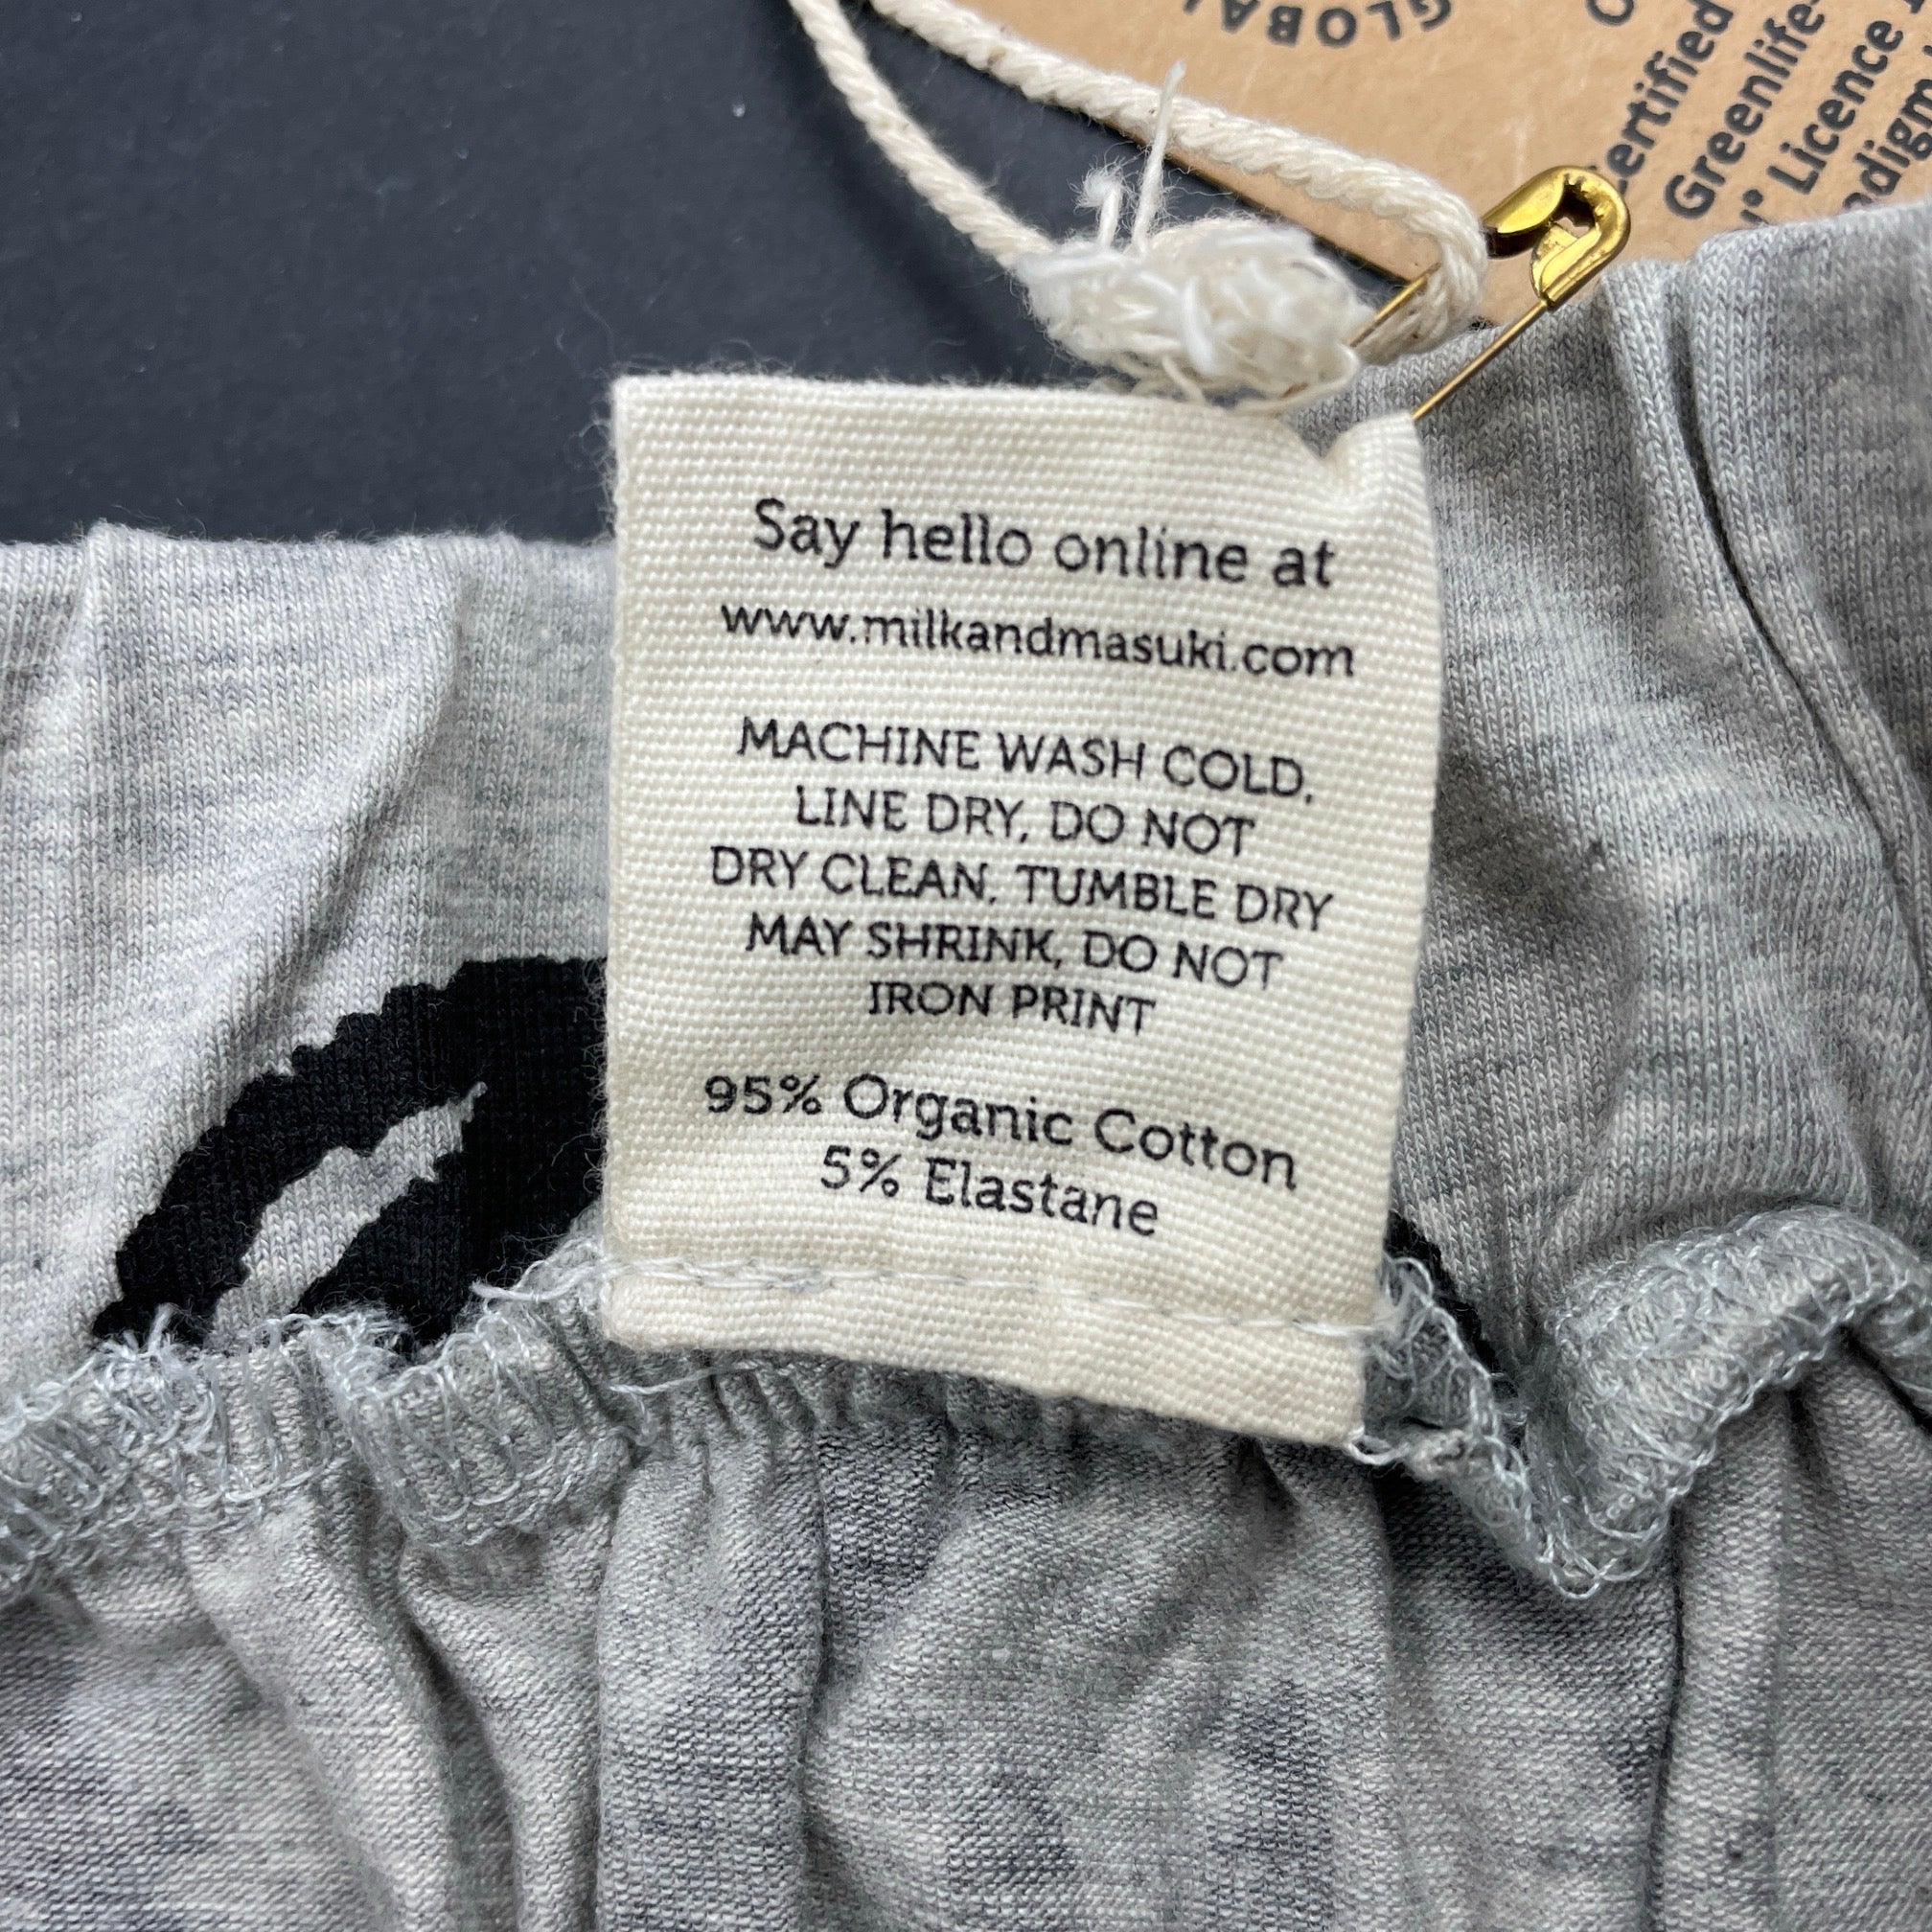 GLOBAL
Certified
Greenlife-
Licence
Say hello online at
www.milkandmasuki.com
MACHINE WASH COLD,
LINE DRY, DO NOT
DRY CLEAN, TUMBLE DRY
MAY SHRINK, DO NOT
IRON PRINT
95% Organic Cotton
5% Elastane